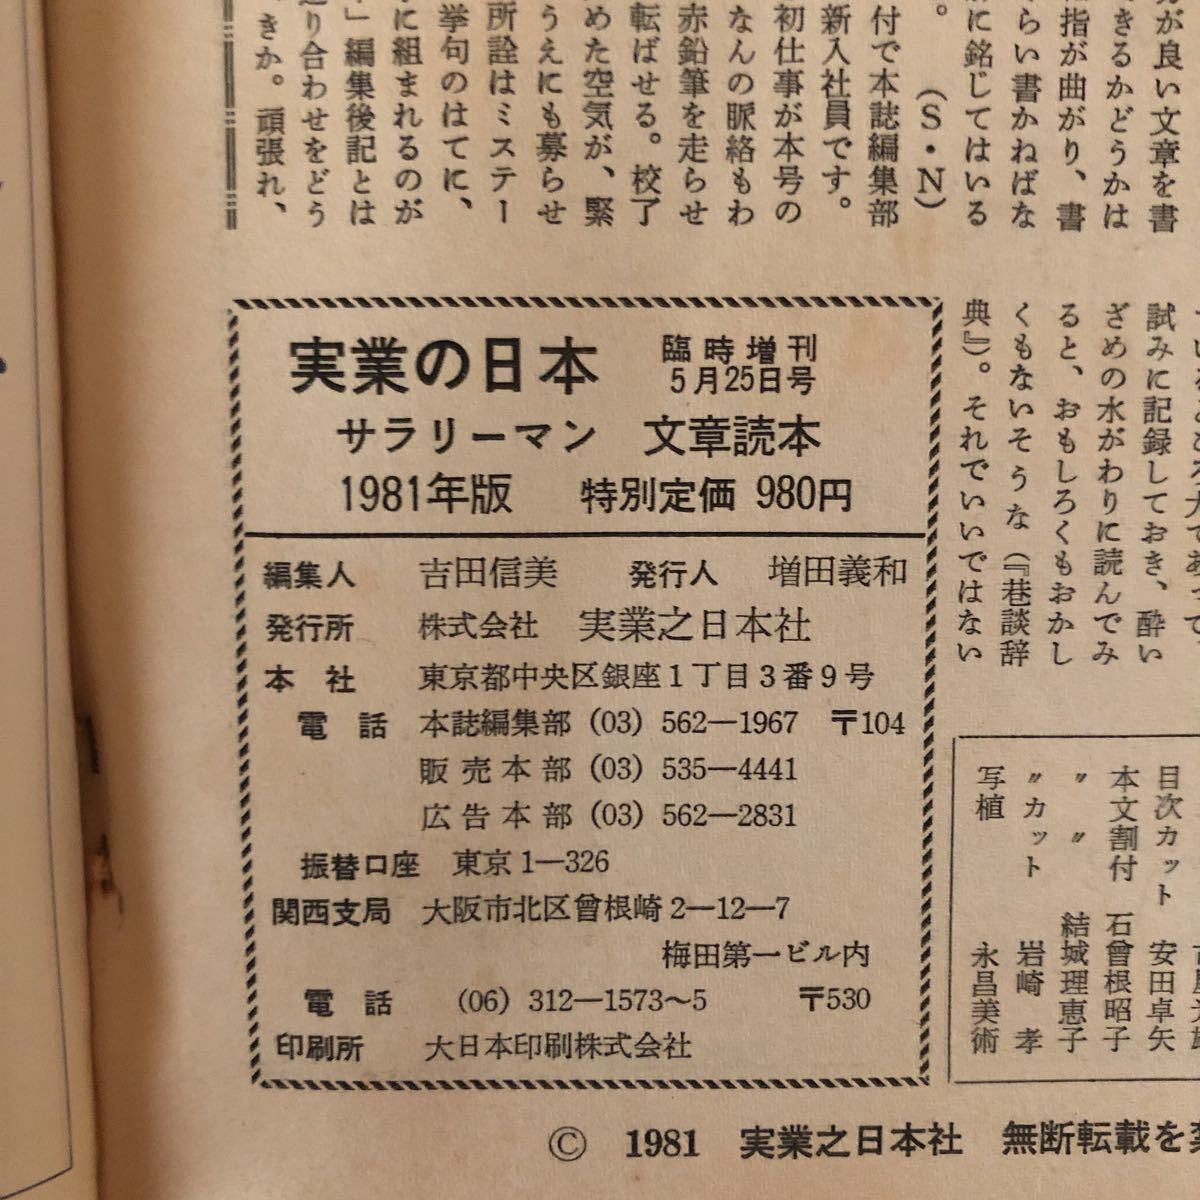 が良い文章を書
きるかどうかは
指が曲がり、書
らい書かねばな
に銘じてはいる
。　（S・N）
付で本誌編集部
新入社員です。
初仕事が本号の
なんの脈絡もわ
赤鉛筆を走らせ
転ばせる。校了
めた空気が、緊
うえにも募らせ
所詮はミステー
挙句のはてに、
に組まれるのが
」編集後記とは
り合わせをどう
きか。頑張れ、
試みに記録しておき、酔い
ざめの水がわりに読んでみ
ると、おもしろくもおかし
くもないそうな（『巷談辞
典』）。それでいいではない
実業の日本 臨時増刊
5月25日号
サラリーマン 文章読本
1981年版 特別定価 980円
編集人 吉田信美 発行人 増田義和
発行所 株式会社 実業之日本社
本社 東京都中央区銀座1丁目3番9号
電話 本誌編集部 (03) 562―1967 〒104
販売本部 (03) 535―4441
広告本部 (03) 562―2831
振替口座 東京1―326
関西支局 大阪市北区曾根崎2―12―7
梅田第一ビル内
電話 (06) 312―1573～5 〒530
印刷所 大日本印刷株式会社
目次カット 安田卓矢
本文割付 石曾根昭子
〃 〃 結城理恵子
〃カット 岩崎 孝
写植 永昌美術
© 1981 実業之日本社 無断転載を